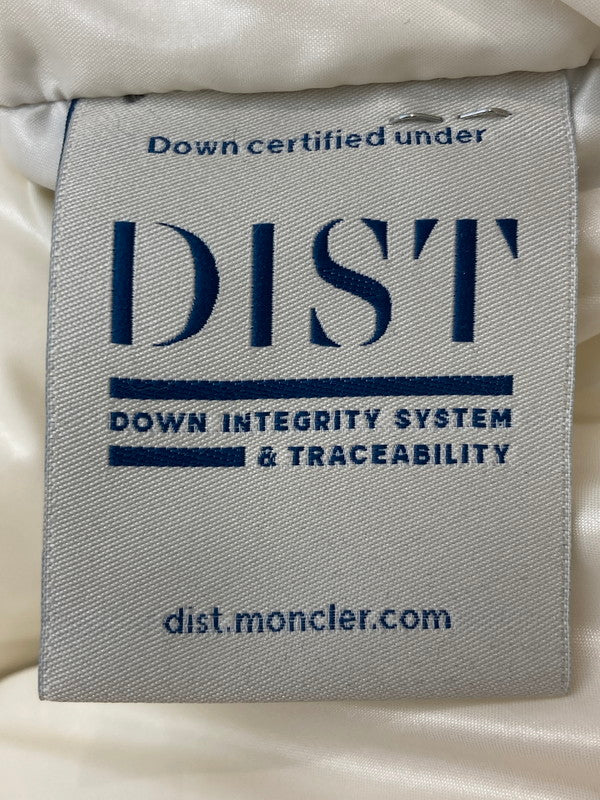 Down certified under
DIST
DOWN INTEGRITY SYSTEM
& TRACEABILITY
dist.moncler.com